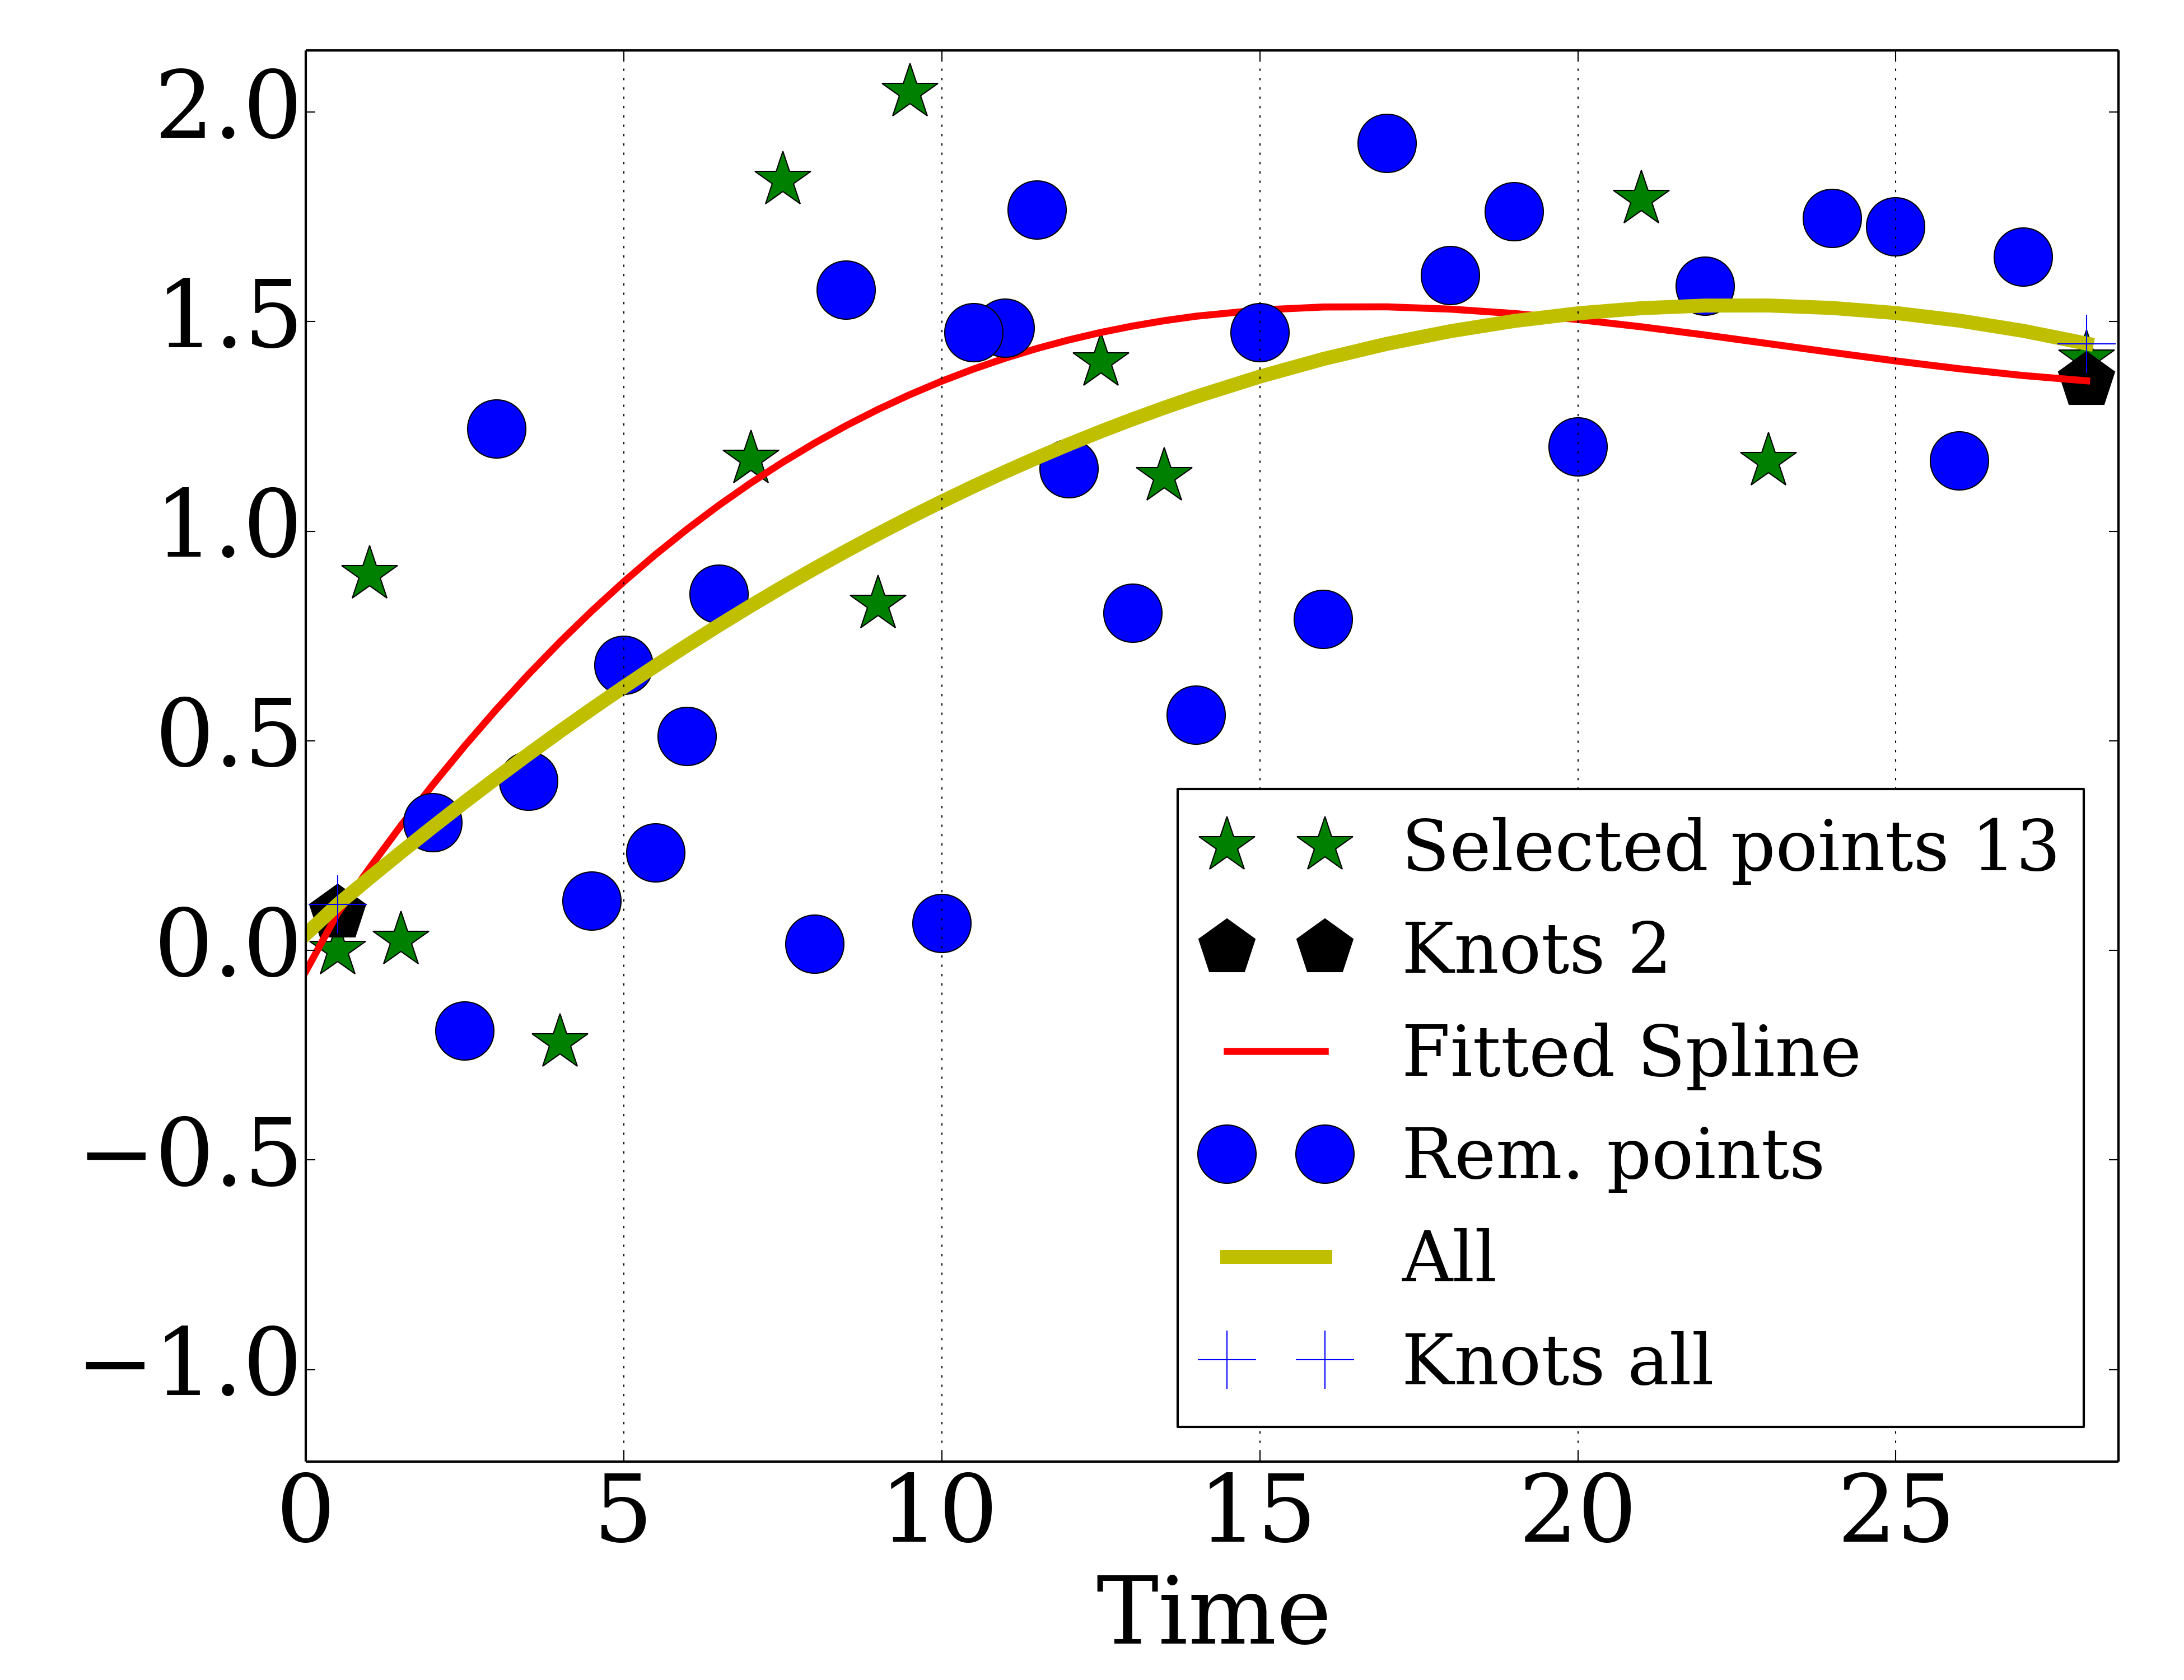 2.0
1.5
1.0
0.5
0.0
−0.5
−1.0
Selected points 13
Knots 2
Fitted Spline
Rem. points
All
Knots all
0 5 10 15 20 25
Time